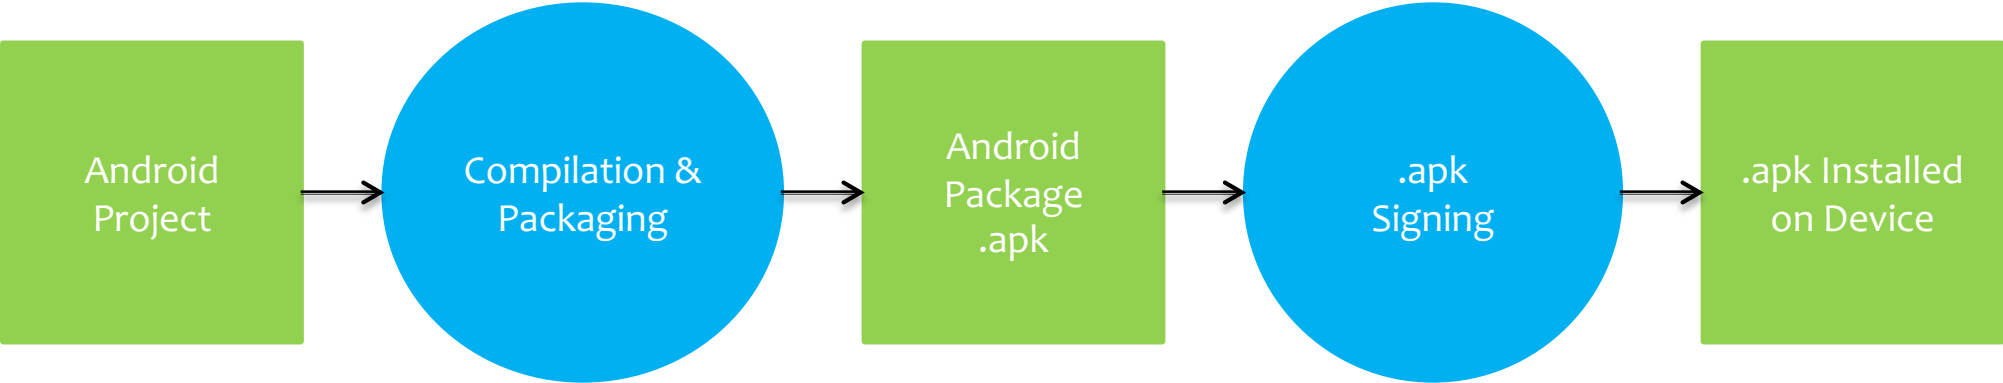 Android
Project
Compilation &
Packaging
Android
Package
.apk
.apk
Signing
.apk Installed
on Device